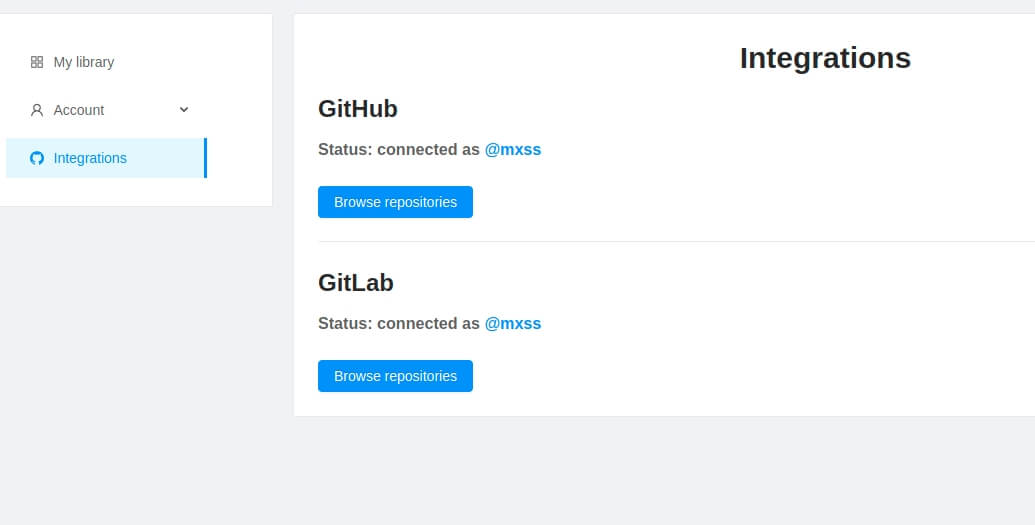 My library
Account
Integrations
Integrations
GitHub
Status: connected as @mxss
Browse repositories
GitLab
Status: connected as @mxss
Browse repositories